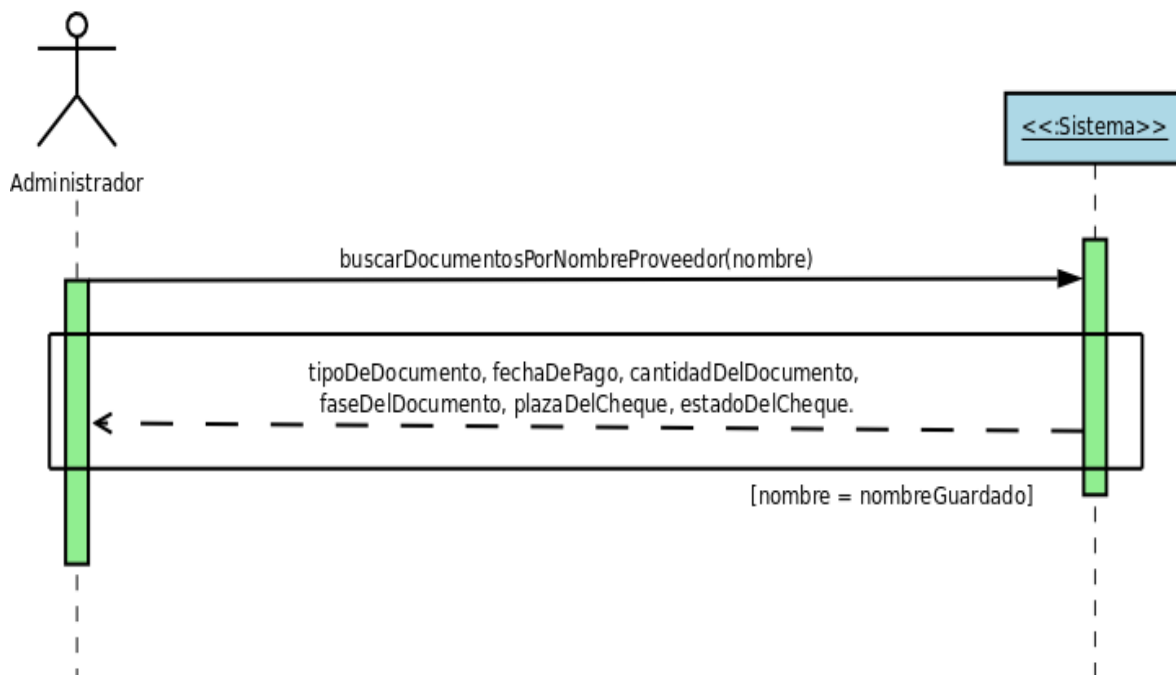 <<:Sistema>>
Administrador
buscarDocumentosPorNombreProveedor(nombre)
tipoDeDocumento, fechaDePago, cantidadDelDocumento,
faseDelDocumento, plazaDelCheque, estadoDelCheque.
[nombre = nombreGuardado]